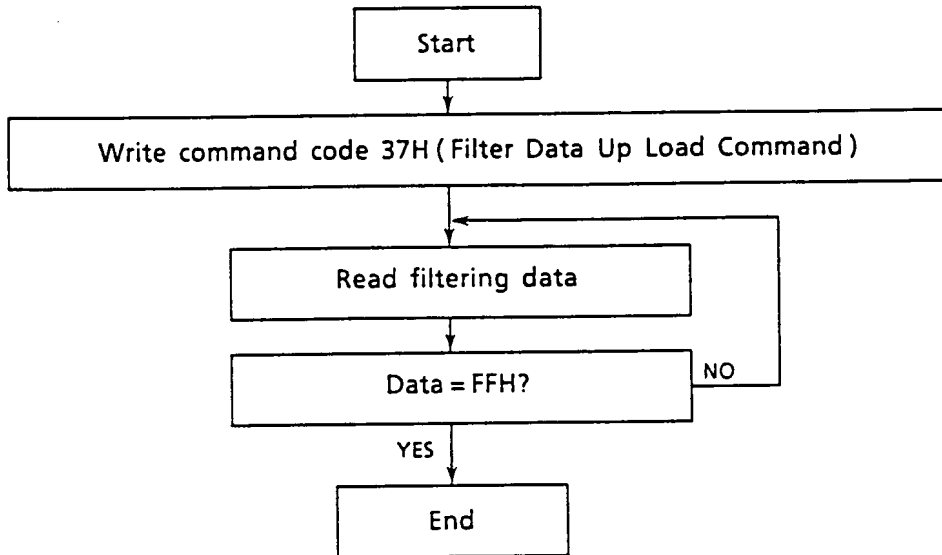 Start
Write command code 37H ( Filter Data Up Load Command )
Read filtering data
Data = FFH?
NO
YES
End